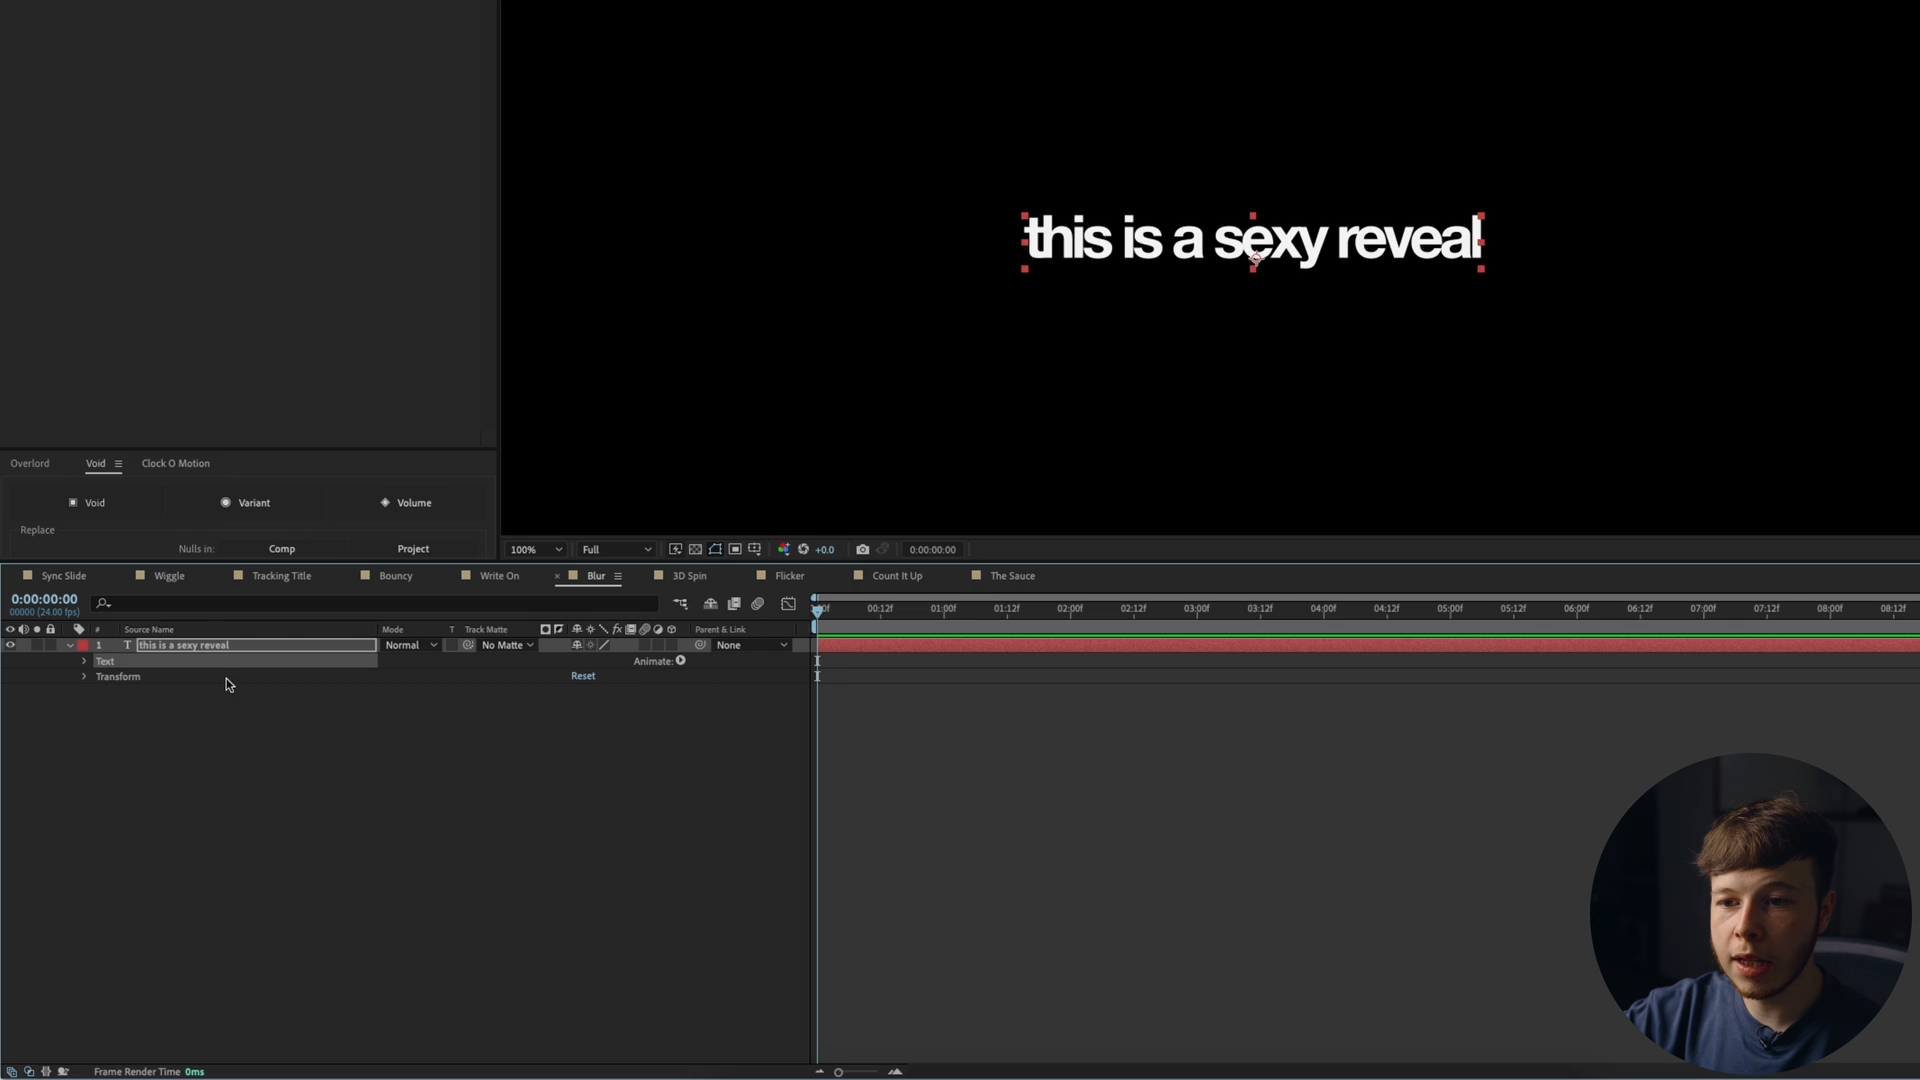 this is a sexy reveal
Overlord Void Clock O Motion
Void Variant Volume
Replace
Nulls in: Comp Project
100% Full +0.0 0:00:00:00
Sync Slide Wiggle Tracking Title Bouncy Write On × Blur 3D Spin Flicker Count It Up The Sauce
0:00:00:00
00000 (24.00 fps)
00:12f 01:00f 01:12f 02:00f 02:12f 03:00f 03:12f 04:00f 04:12f 05:00f 05:12f 06:00f 06:12f 07:00f 07:12f 08:00f 08:12f
# Source Name Mode T Track Matte fx Parent & Link
1 T this is a sexy reveal Normal No Matte None
Text Animate:
Transform Reset
Frame Render Time 0ms